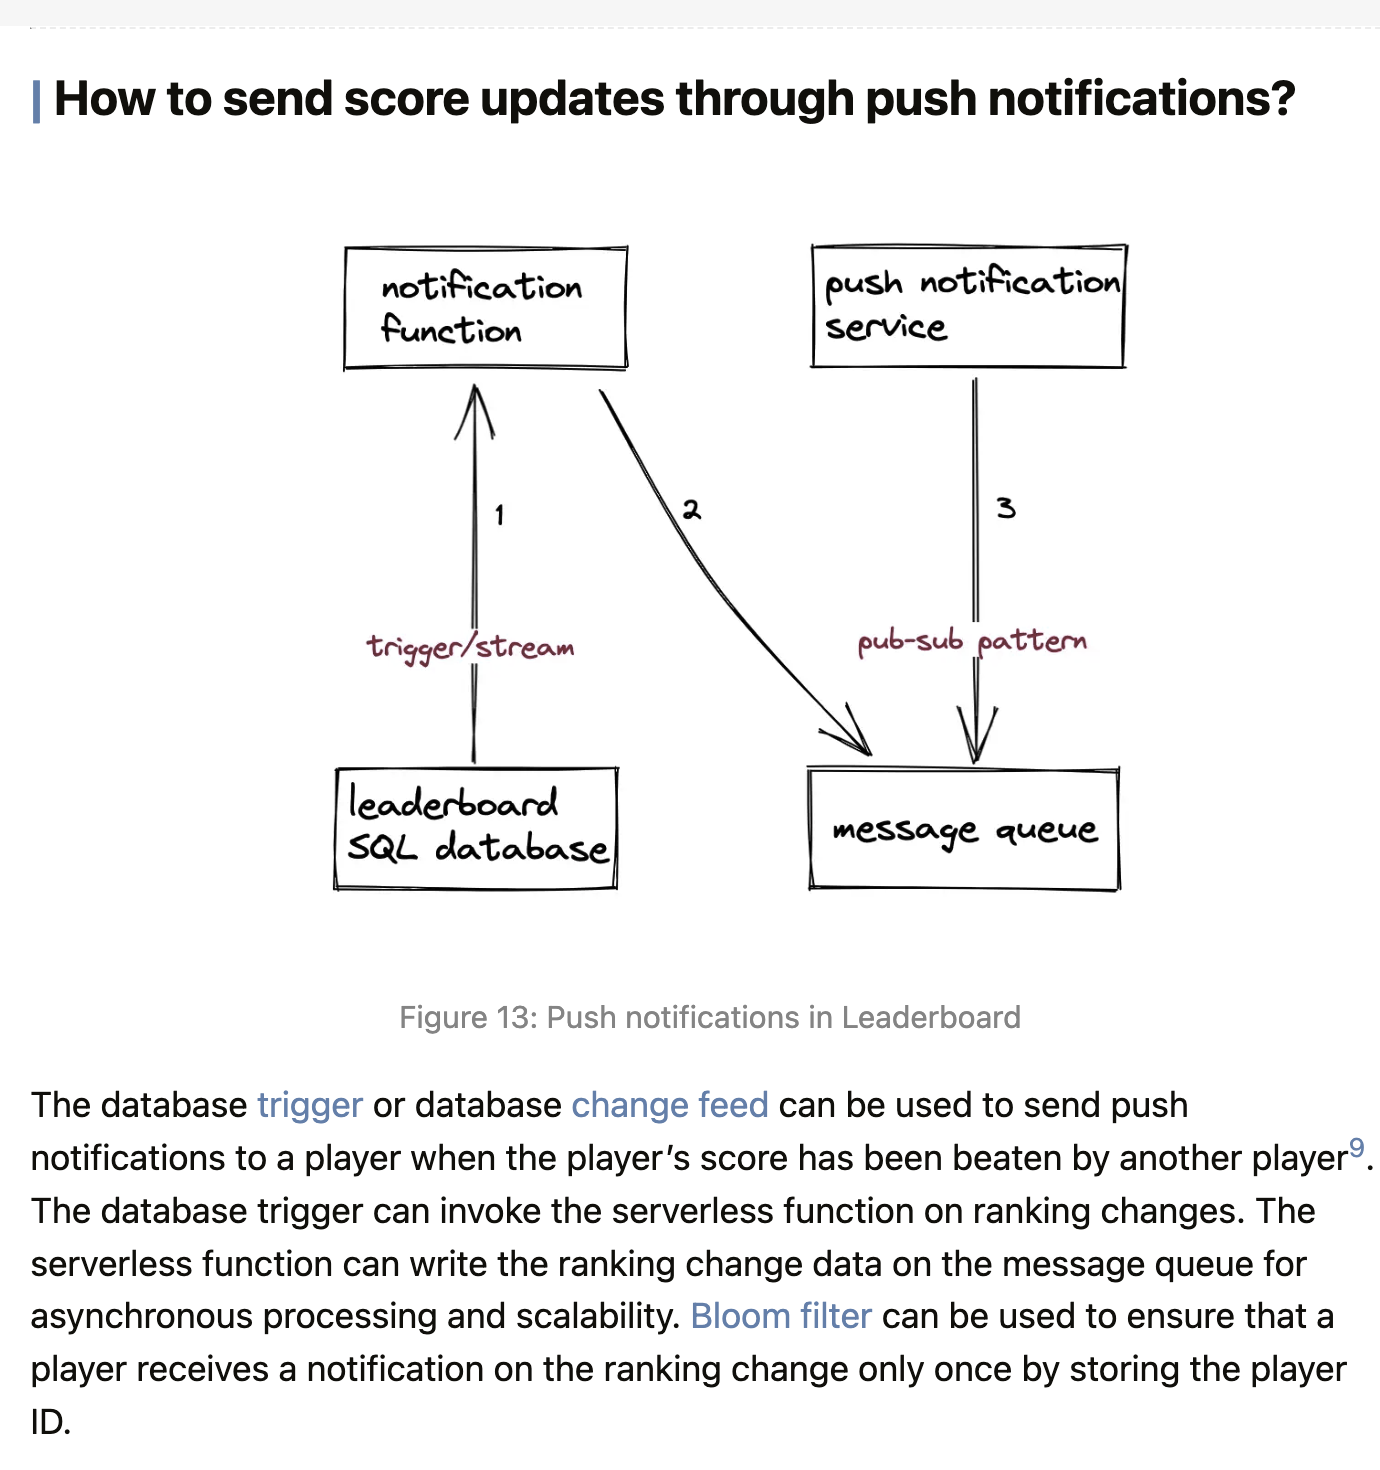 How to send score updates through push notifications?
notification
function
push notification
service
1
2
3
trigger/stream
pub-sub pattern
leaderboard
SQL database
message queue
Figure 13: Push notifications in Leaderboard
The database trigger or database change feed can be used to send push
notifications to a player when the player’s score has been beaten by another player9.
The database trigger can invoke the serverless function on ranking changes. The
serverless function can write the ranking change data on the message queue for
asynchronous processing and scalability. Bloom filter can be used to ensure that a
player receives a notification on the ranking change only once by storing the player
ID.